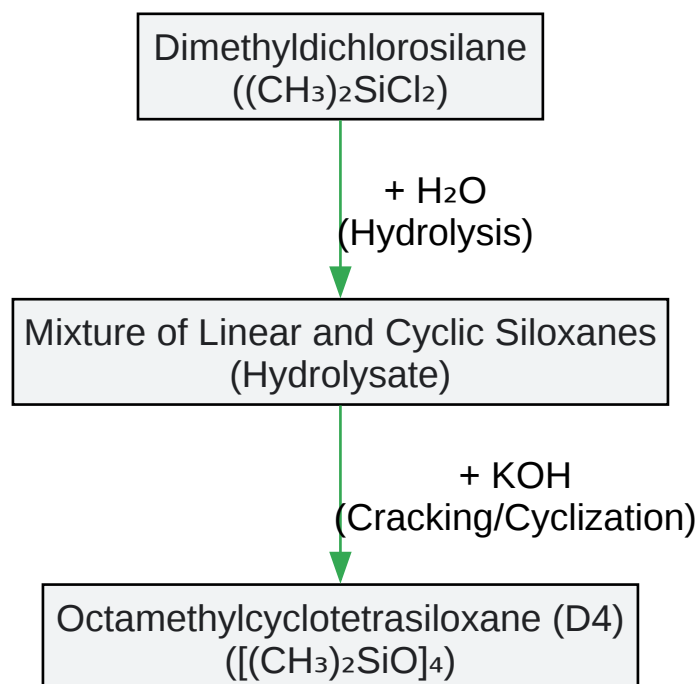 Dimethyldichlorosilane
((CH₃)₂SiCl₂)
+ H₂O
(Hydrolysis)
Mixture of Linear and Cyclic Siloxanes
(Hydrolysate)
+ KOH
(Cracking/Cyclization)
Octamethylcyclotetrasiloxane (D4)
([(CH₃)₂SiO]₄)